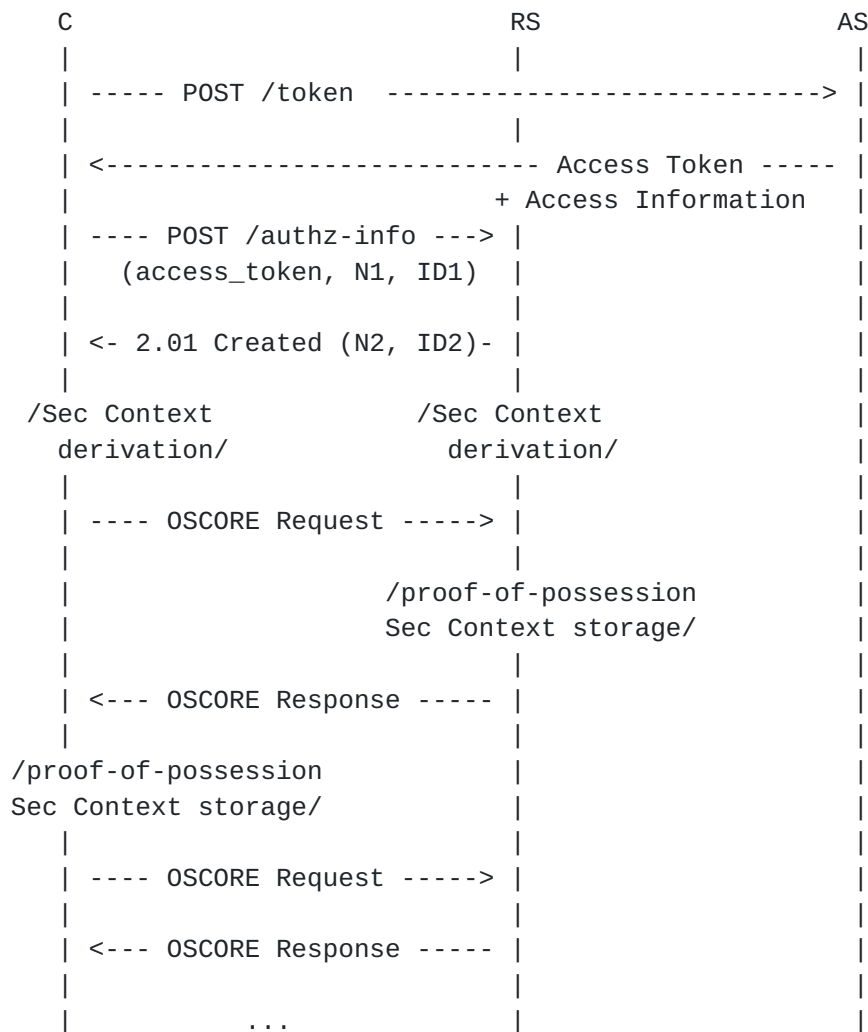 C                            RS                   AS
|                            |                     |
| ----- POST /token  ----------------------------> |
|                            |                     |
| <---------------------------- Access Token ----- |
|                           + Access Information   |
| ---- POST /authz-info ---> |                     |
|   (access_token, N1, ID1)  |                     |
|                            |                     |
| <- 2.01 Created (N2, ID2)- |                     |
|                            |                     |
/Sec Context             /Sec Context              |
derivation/              derivation/               |
|                            |                     |
| ---- OSCORE Request -----> |                     |
|                            |                     |
|                    /proof-of-possession          |
|                    Sec Context storage/          |
|                            |                     |
| <--- OSCORE Response ----- |                     |
|                            |                     |
/proof-of-possession         |                     |
Sec Context storage/         |                     |
|                            |                     |
| ---- OSCORE Request -----> |                     |
|                            |                     |
| <--- OSCORE Response ----- |                     |
|                            |                     |
|           ...              |                     |